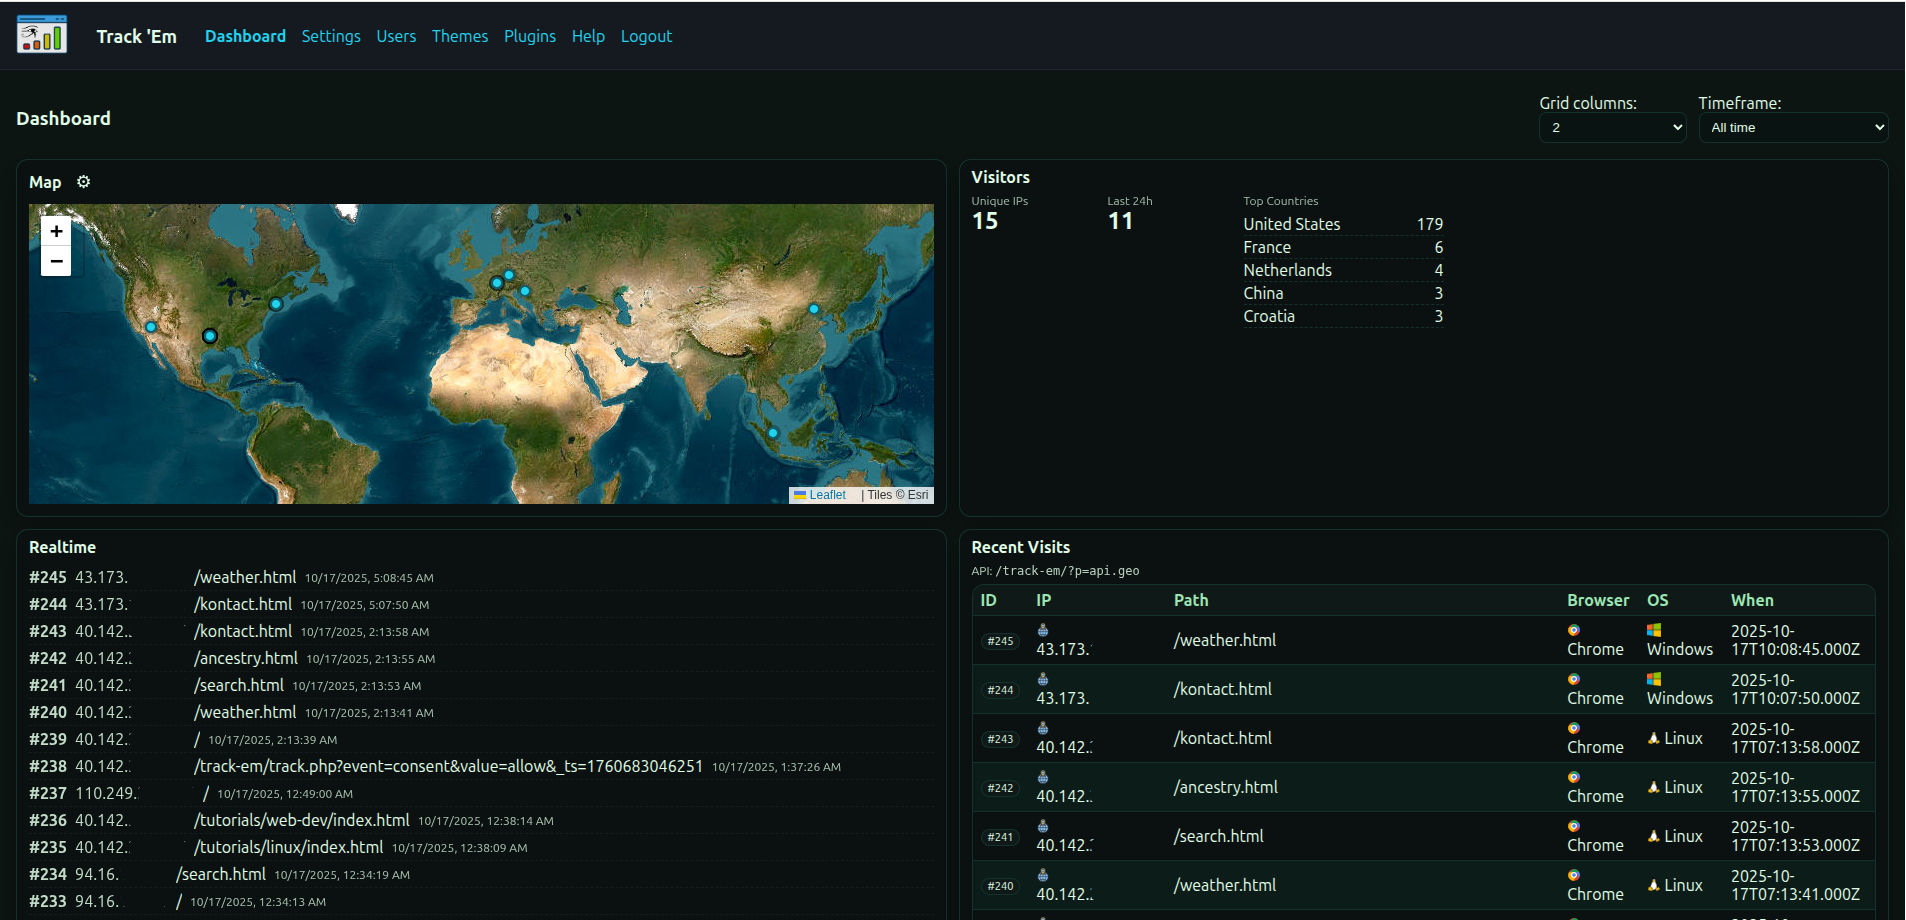 Track 'Em Dashboard Settings Users Themes Plugins Help Logout
Dashboard
Grid columns: Timeframe:
2 All time
Map ⚙
+
−
Leaflet | Tiles © Esri
Visitors
Unique IPs Last 24h Top Countries
15 11
United States 179
France 6
Netherlands 4
China 3
Croatia 3
Realtime
#245 43.173. /weather.html 10/17/2025, 5:08:45 AM
#244 43.173. /kontact.html 10/17/2025, 5:07:50 AM
#243 40.142. /kontact.html 10/17/2025, 2:13:58 AM
#242 40.142. /ancestry.html 10/17/2025, 2:13:55 AM
#241 40.142. /search.html 10/17/2025, 2:13:53 AM
#240 40.142. /weather.html 10/17/2025, 2:13:41 AM
#239 40.142. / 10/17/2025, 2:13:39 AM
#238 40.142. /track-em/track.php?event=consent&value=allow&_ts=1760683046251 10/17/2025, 1:37:26 AM
#237 110.249. / 10/17/2025, 12:49:00 AM
#236 40.142. /tutorials/web-dev/index.html 10/17/2025, 12:38:14 AM
#235 40.142. /tutorials/linux/index.html 10/17/2025, 12:38:09 AM
#234 94.16. /search.html 10/17/2025, 12:34:19 AM
#233 94.16. / 10/17/2025, 12:34:13 AM
Recent Visits
API: /track-em/?p=api.geo
ID IP Path Browser OS When
#245 43.173. /weather.html Chrome Windows 2025-10-17T10:08:45.000Z
#244 43.173. /kontact.html Chrome Windows 2025-10-17T10:07:50.000Z
#243 40.142. /kontact.html Chrome Linux 2025-10-17T07:13:58.000Z
#242 40.142. /ancestry.html Chrome Linux 2025-10-17T07:13:55.000Z
#241 40.142. /search.html Chrome Linux 2025-10-17T07:13:53.000Z
#240 40.142. /weather.html Chrome Linux 2025-10-17T07:13:41.000Z